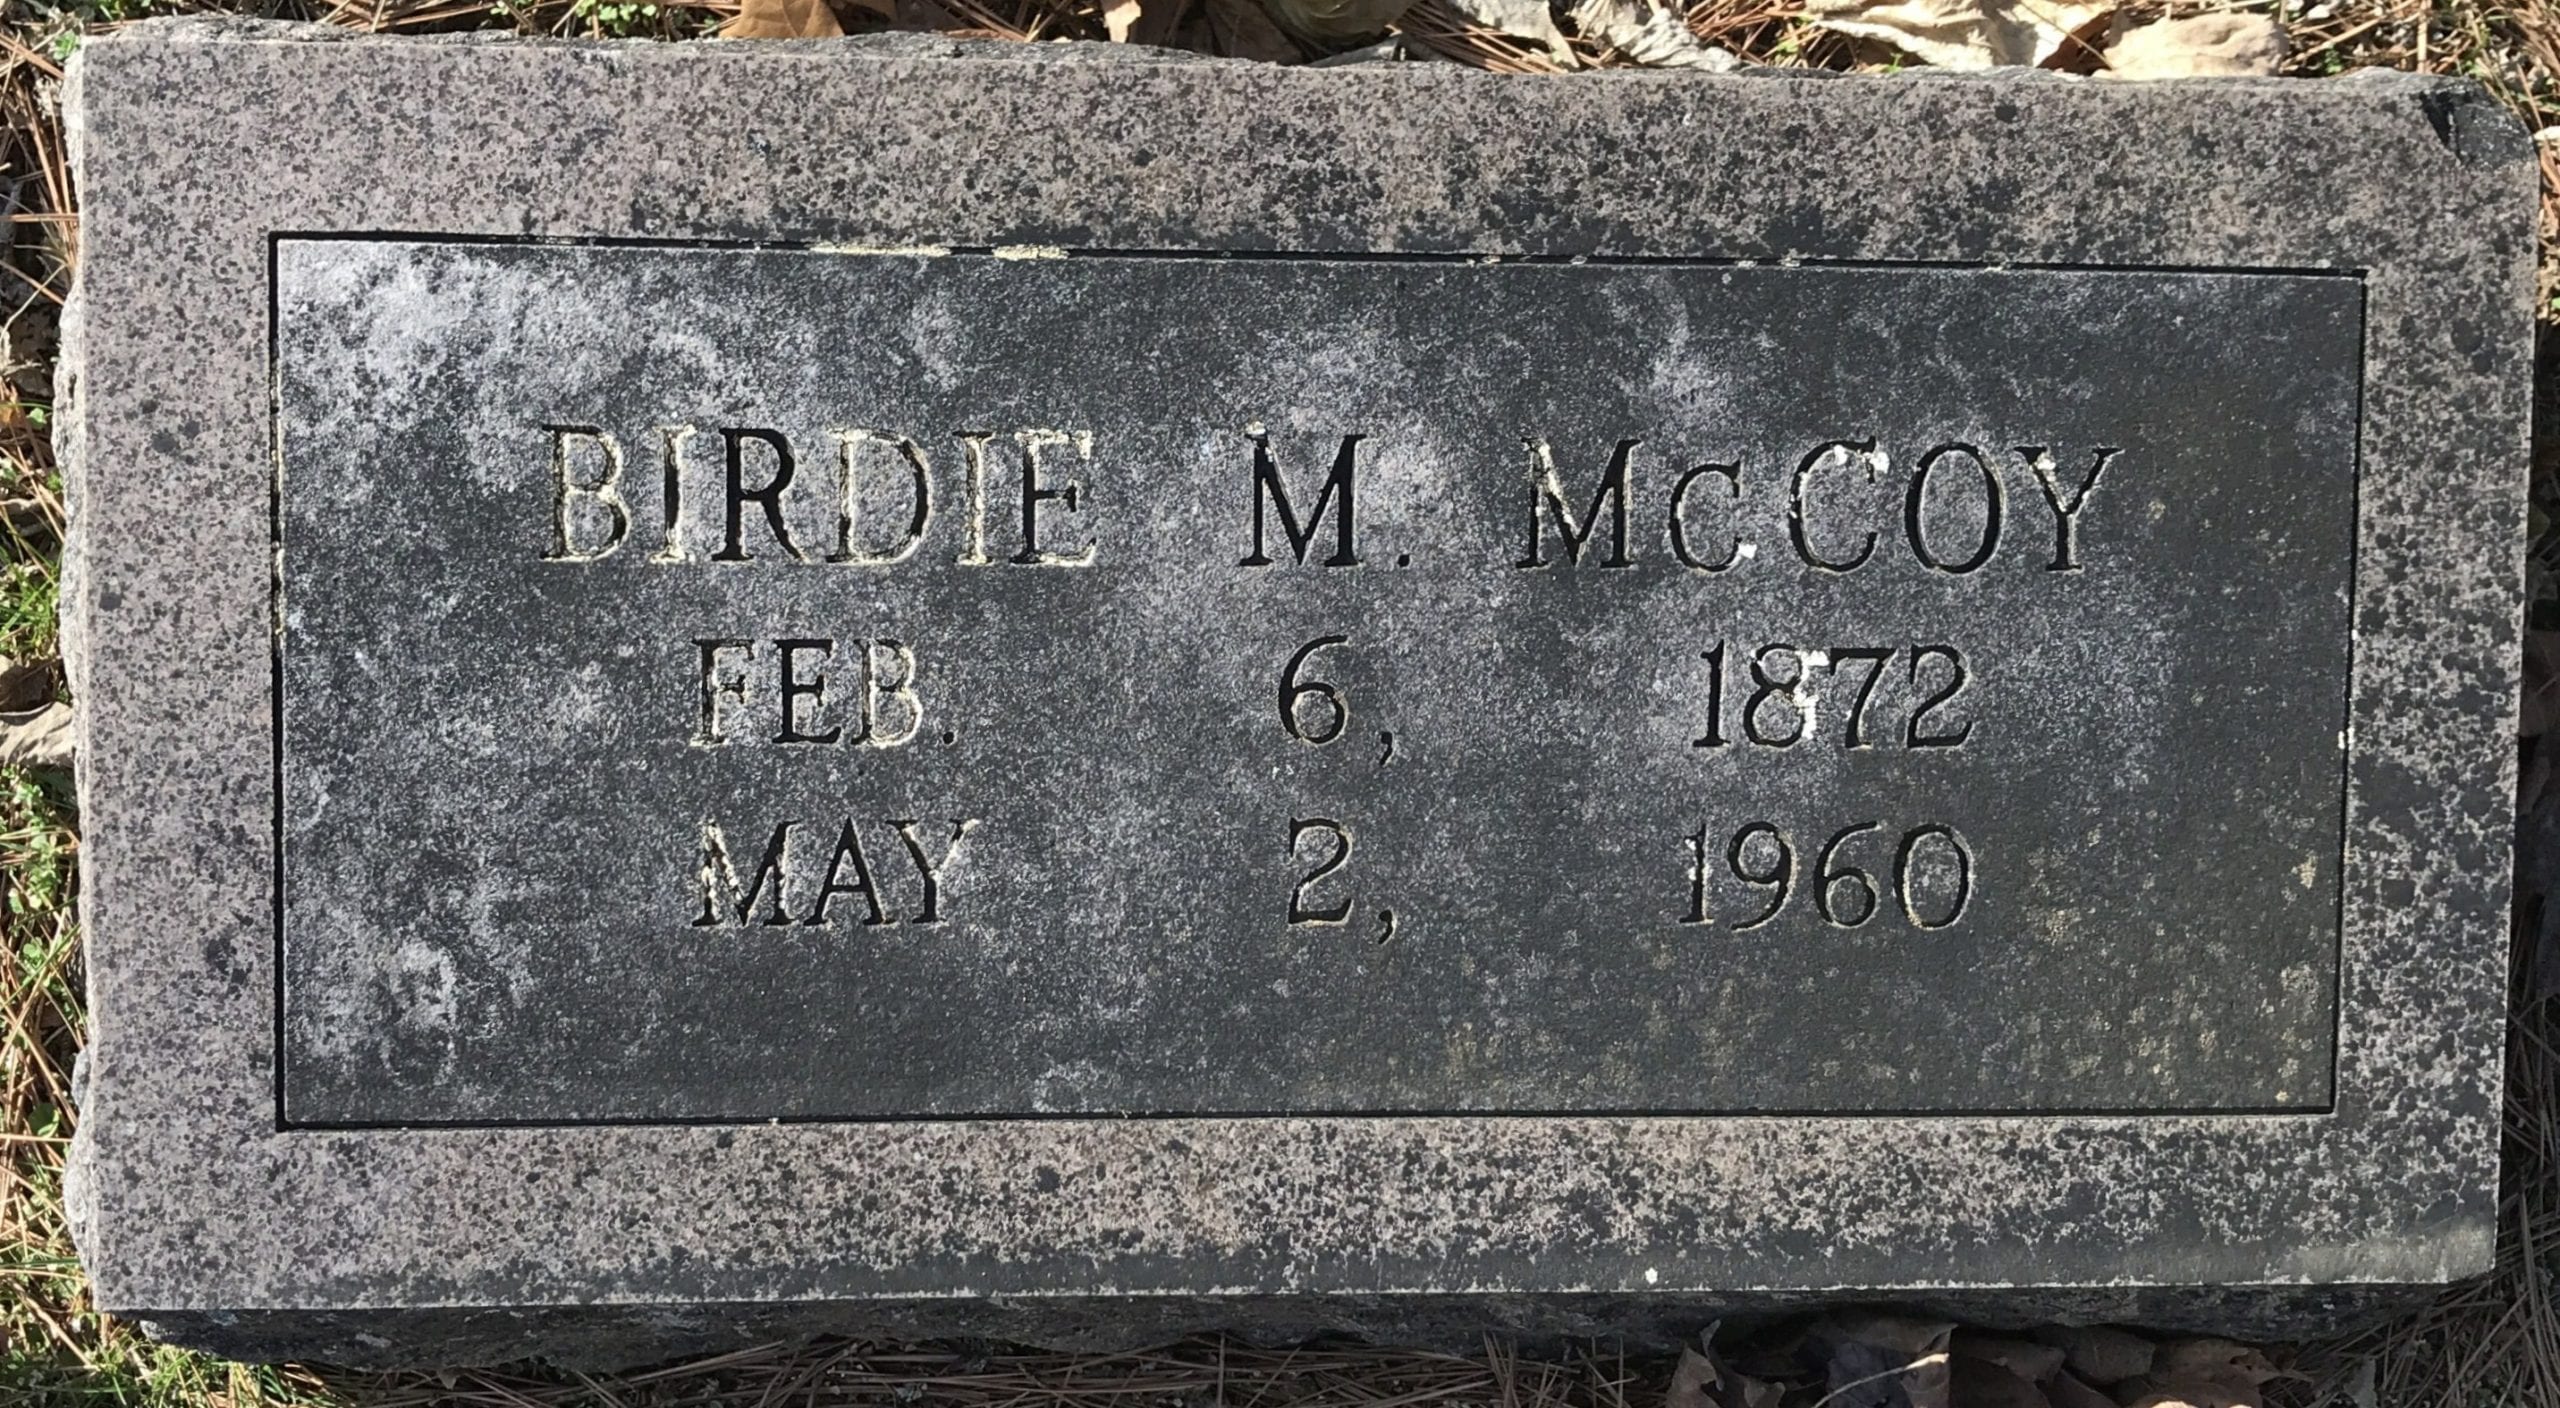 BIRDIE M. McCOY
FEB. 6, 1872
MAY 2, 1960